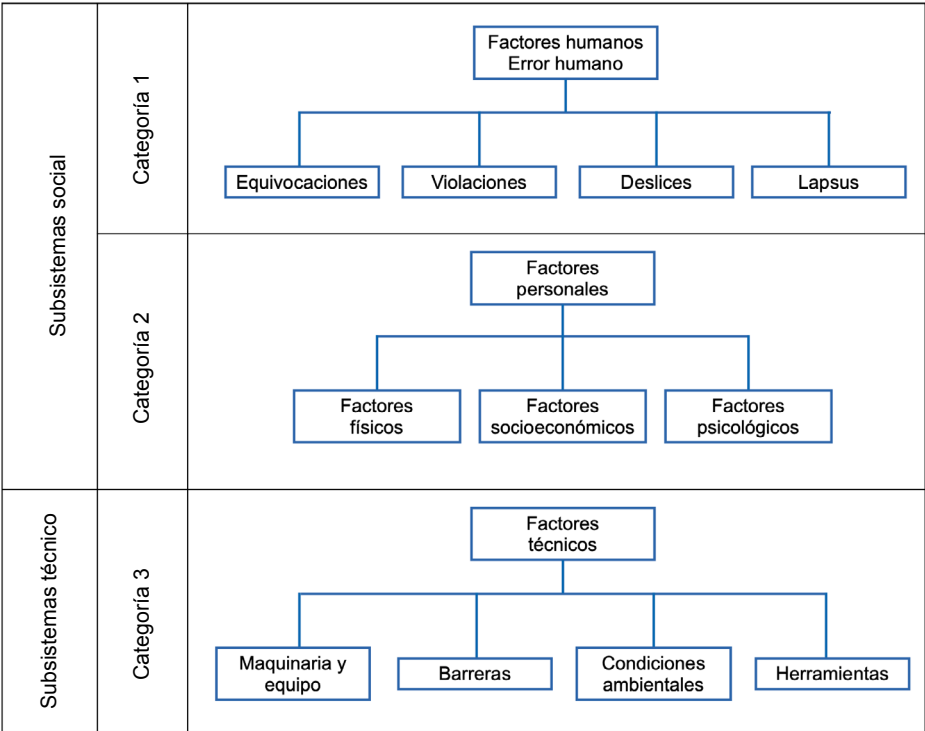 Subsistemas social
Categoría 1
Factores humanos
Error humano
Equivocaciones
Violaciones
Deslices
Lapsus
Categoría 2
Factores
personales
Factores
físicos
Factores
socioeconómicos
Factores
psicológicos
Subsistemas técnico
Categoría 3
Factores
técnicos
Maquinaria y
equipo
Barreras
Condiciones
ambientales
Herramientas